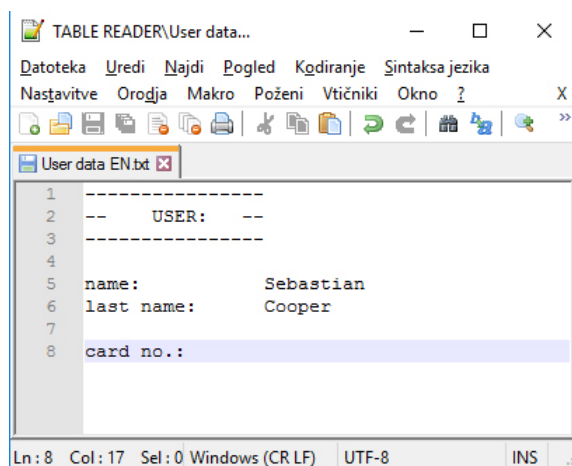 TABLE READER\User data...
Datoteka Uredi Najdi Pogled Kodiranje Sintaksa jezika
Nastavitve Orodja Makro Poženi Vtičniki Okno ? X
User data EN.txt
1 ----------------
2 --    USER:   --
3 ----------------
4
5 name:           Sebastian
6 last name:      Cooper
7
8 card no.:
Ln : 8 Col : 17 Sel : 0 Windows (CR LF) UTF-8 INS